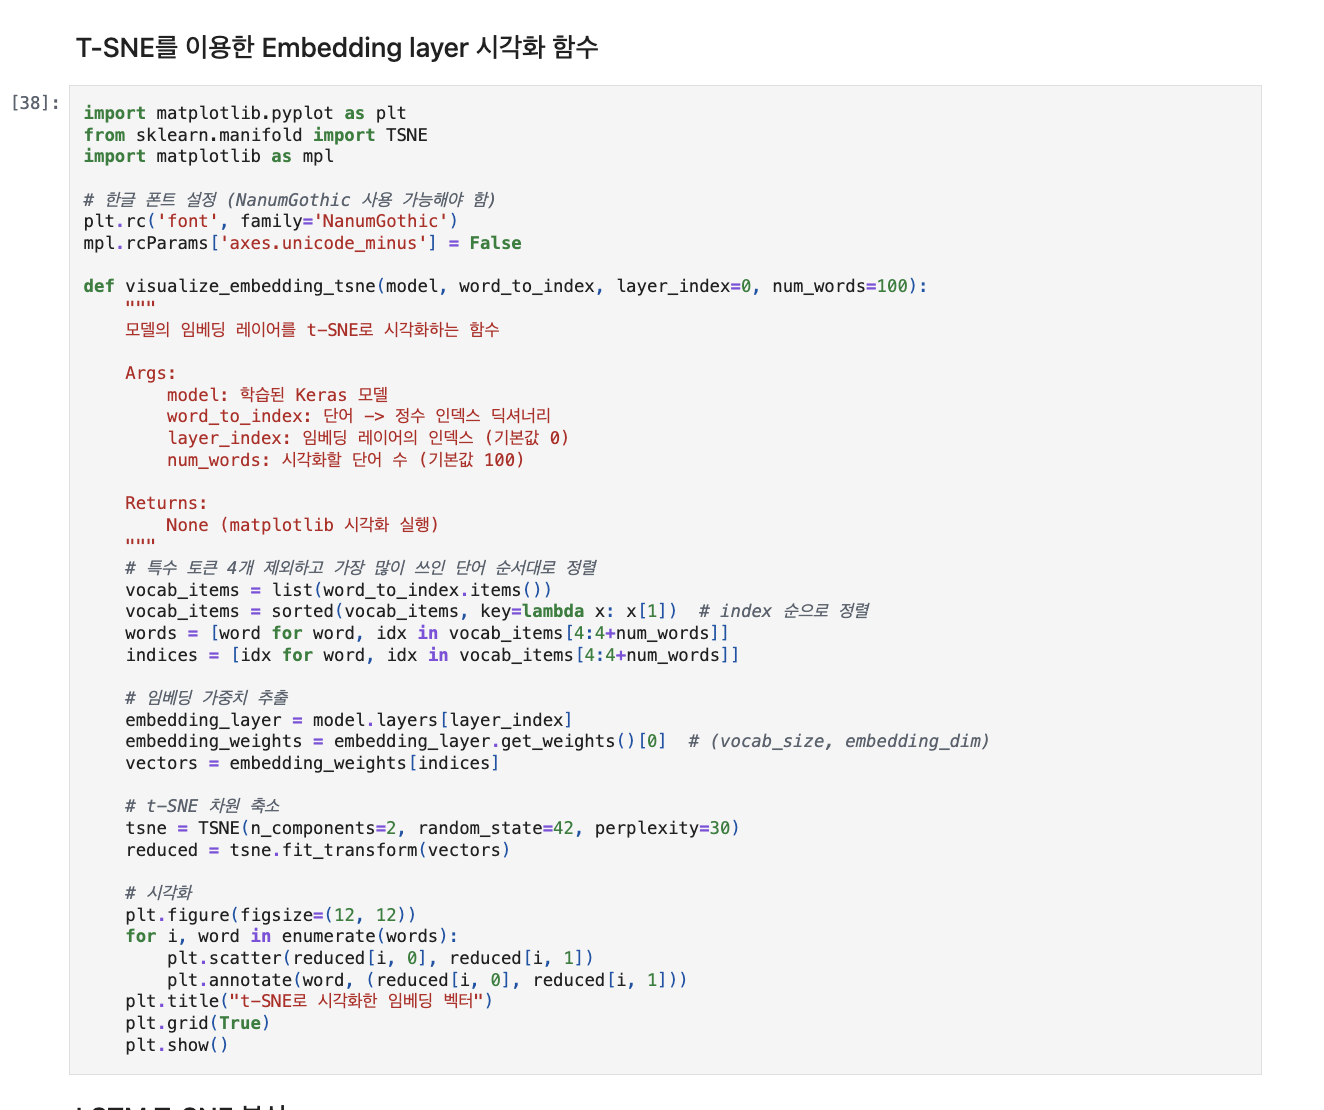 T-SNE를 이용한 Embedding layer 시각화 함수
[38]:
import matplotlib.pyplot as plt
from sklearn.manifold import TSNE
import matplotlib as mpl
# 한글 폰트 설정 (NanumGothic 사용 가능해야 함)
plt.rc('font', family='NanumGothic')
mpl.rcParams['axes.unicode_minus'] = False
def visualize_embedding_tsne(model, word_to_index, layer_index=0, num_words=100):
    """
    모델의 임베딩 레이어를 t-SNE로 시각화하는 함수
    Args:
        model: 학습된 Keras 모델
        word_to_index: 단어 -> 정수 인덱스 딕셔너리
        layer_index: 임베딩 레이어의 인덱스 (기본값 0)
        num_words: 시각화할 단어 수 (기본값 100)
    Returns:
        None (matplotlib 시각화 실행)
    """
    # 특수 토큰 4개 제외하고 가장 많이 쓰인 단어 순서대로 정렬
    vocab_items = list(word_to_index.items())
    vocab_items = sorted(vocab_items, key=lambda x: x[1])  # index 순으로 정렬
    words = [word for word, idx in vocab_items[4:4+num_words]]
    indices = [idx for word, idx in vocab_items[4:4+num_words]]
    # 임베딩 가중치 추출
    embedding_layer = model.layers[layer_index]
    embedding_weights = embedding_layer.get_weights()[0]  # (vocab_size, embedding_dim)
    vectors = embedding_weights[indices]
    # t-SNE 차원 축소
    tsne = TSNE(n_components=2, random_state=42, perplexity=30)
    reduced = tsne.fit_transform(vectors)
    # 시각화
    plt.figure(figsize=(12, 12))
    for i, word in enumerate(words):
        plt.scatter(reduced[i, 0], reduced[i, 1])
        plt.annotate(word, (reduced[i, 0], reduced[i, 1]))
    plt.title("t-SNE로 시각화한 임베딩 벡터")
    plt.grid(True)
    plt.show()